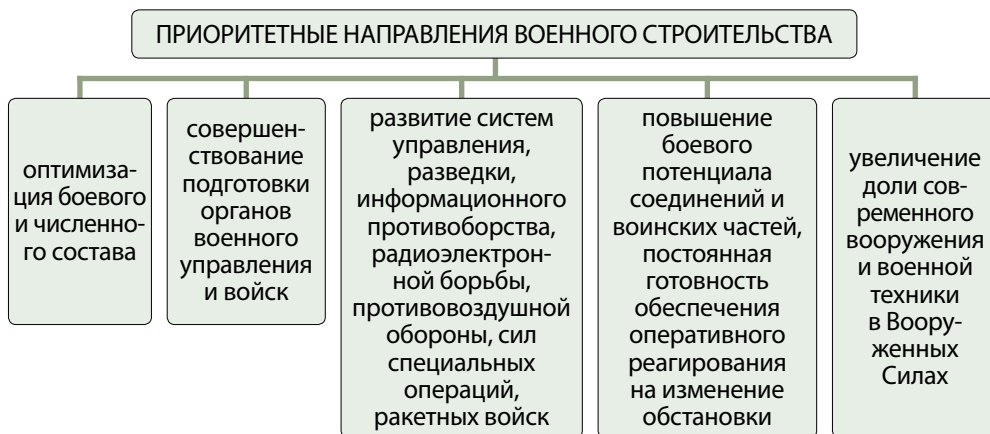 ПРИОРИТЕТНЫЕ НАПРАВЛЕНИЯ ВОЕННОГО СТРОИТЕЛЬСТВА
оптимиза-
ция боевого
и численно-
го состава
совершен-
ствование
подготовки
органов
военного
управления
и войск
развитие систем
управления,
разведки,
информационного
противоборства,
радиоэлектрон-
ной борьбы,
противовоздушной
обороны, сил
специальных
операций,
ракетных войск
повышение
боевого
потенциала
соединений и
воинских частей,
постоянная
готовность
обеспечения
оперативного
реагирования
на изменение
обстановки
увеличение
доли сов-
ременного
вооружения
и военной
техники
в Воору-
женных
Силах